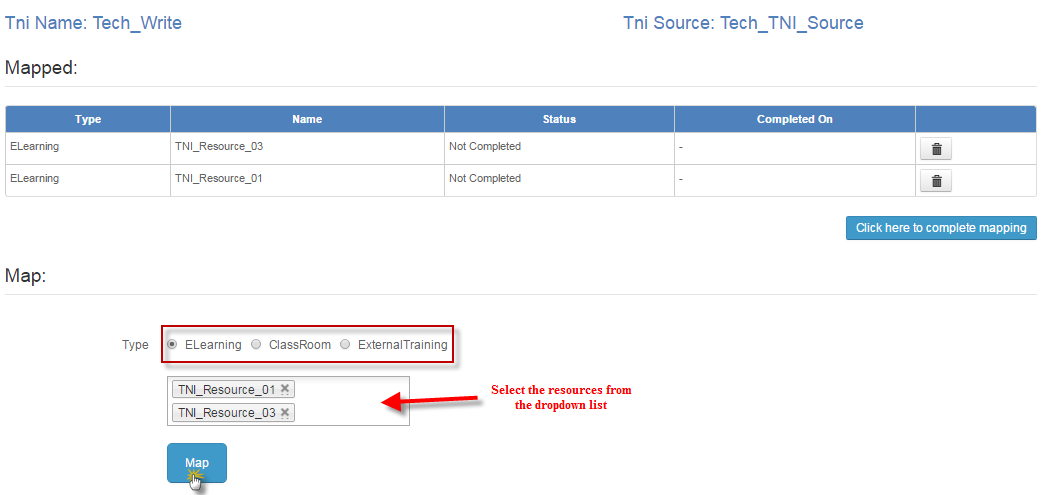 Tni Name: Tech_Write Tni Source: Tech_TNI_Source
Mapped:
Type Name Status Completed On
ELearning TNI_Resource_03 Not Completed -
ELearning TNI_Resource_01 Not Completed -
Click here to complete mapping
Map:
Type ELearning ClassRoom ExternalTraining
TNI_Resource_01
TNI_Resource_03
Select the resources from
the dropdown list
Map